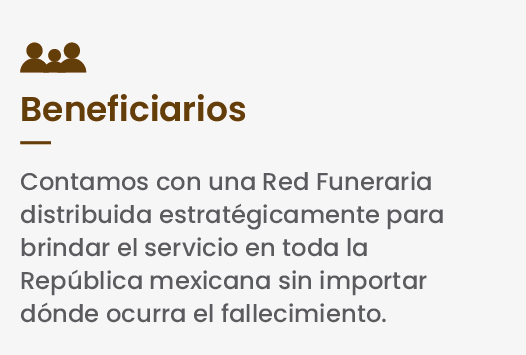 Beneficiarios
Contamos con una Red Funeraria
distribuida estratégicamente para
brindar el servicio en toda la
República mexicana sin importar
dónde ocurra el fallecimiento.